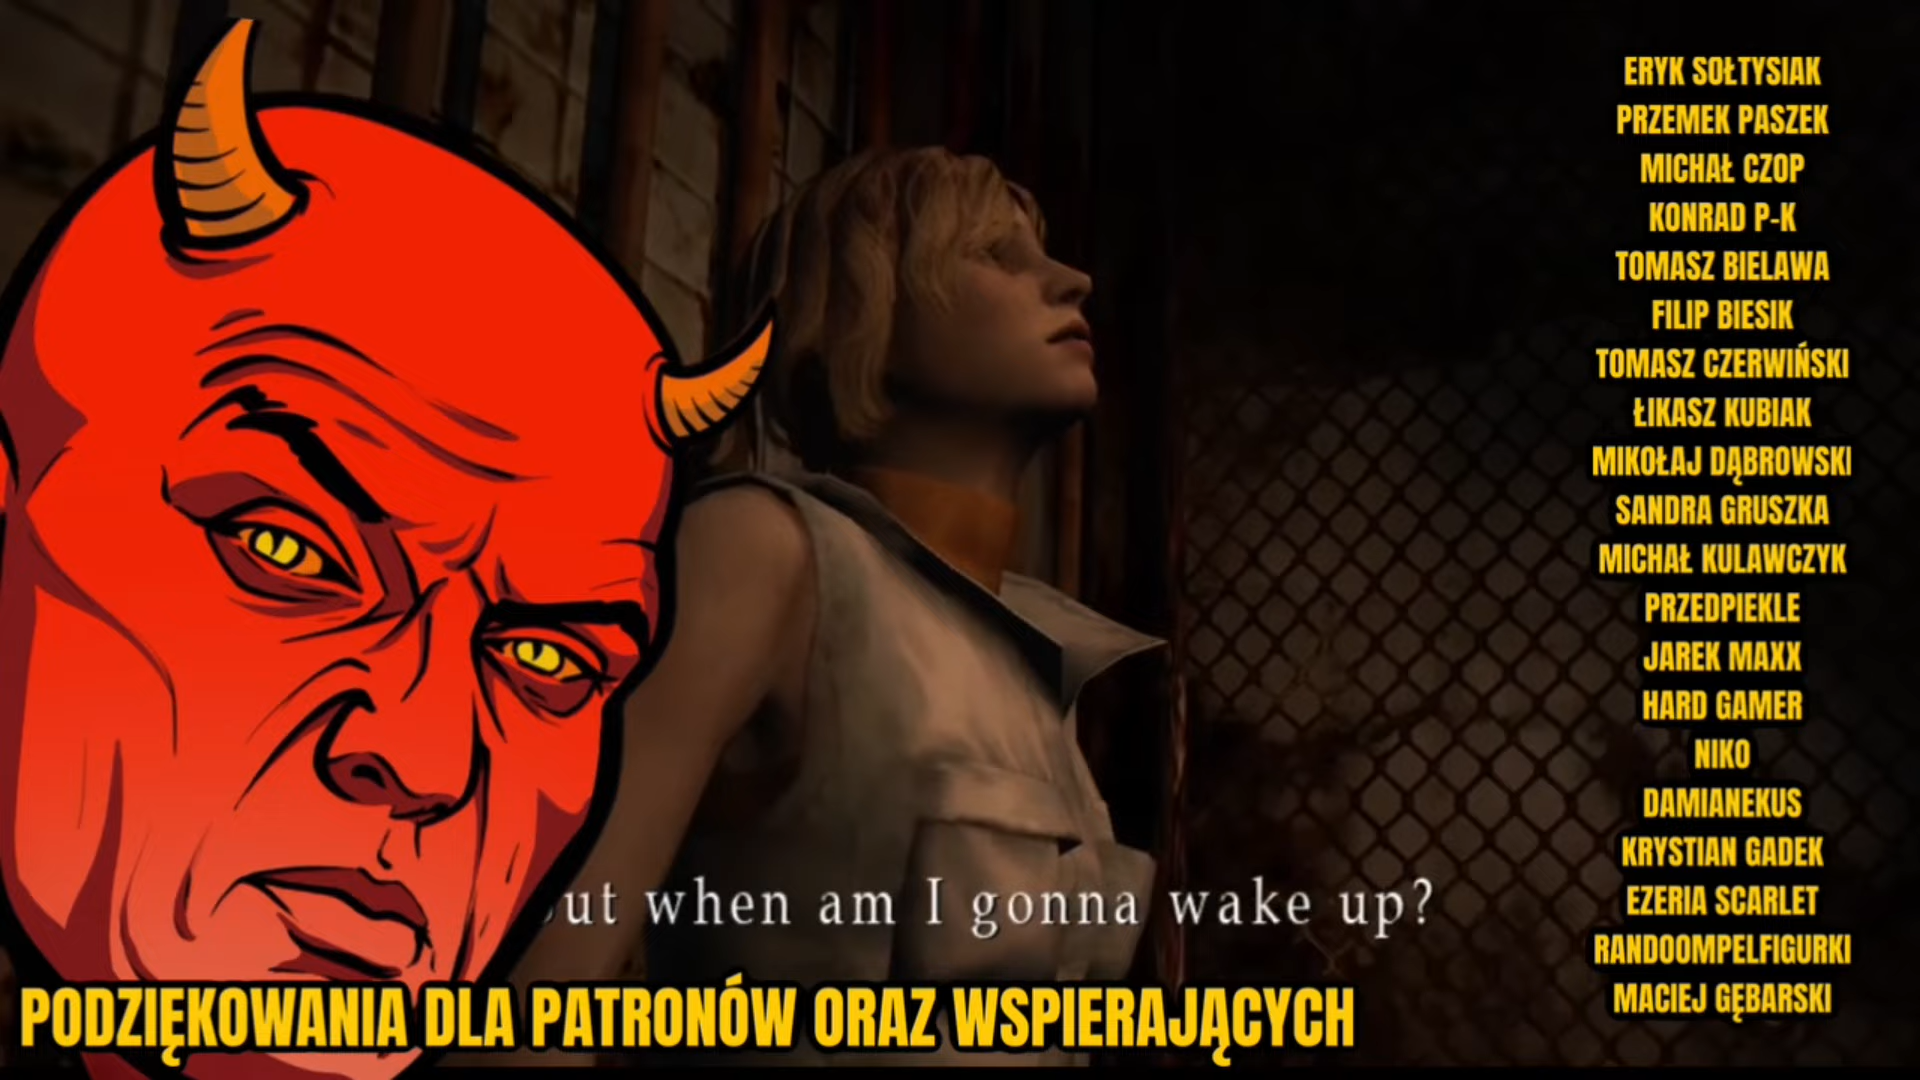 ERYK SOŁTYSIAK
PRZEMEK PASZEK
MICHAŁ CZOP
KONRAD P-K
TOMASZ BIELAWA
FILIP BIESIK
TOMASZ CZERWIŃSKI
ŁIKASZ KUBIAK
MIKOŁAJ DĄBROWSKI
SANDRA GRUSZKA
MICHAŁ KULAWCZYK
PRZEDPIEKLE
JAREK MAXX
HARD GAMER
NIKO
DAMIANEKUS
KRYSTIAN GADEK
EZERIA SCARLET
RANDOOMPELFIGURKI
MACIEJ GĘBARSKI
when am I gonna wake up?
PODZIĘKOWANIA DLA PATRONÓW ORAZ WSPIERAJĄCYCH